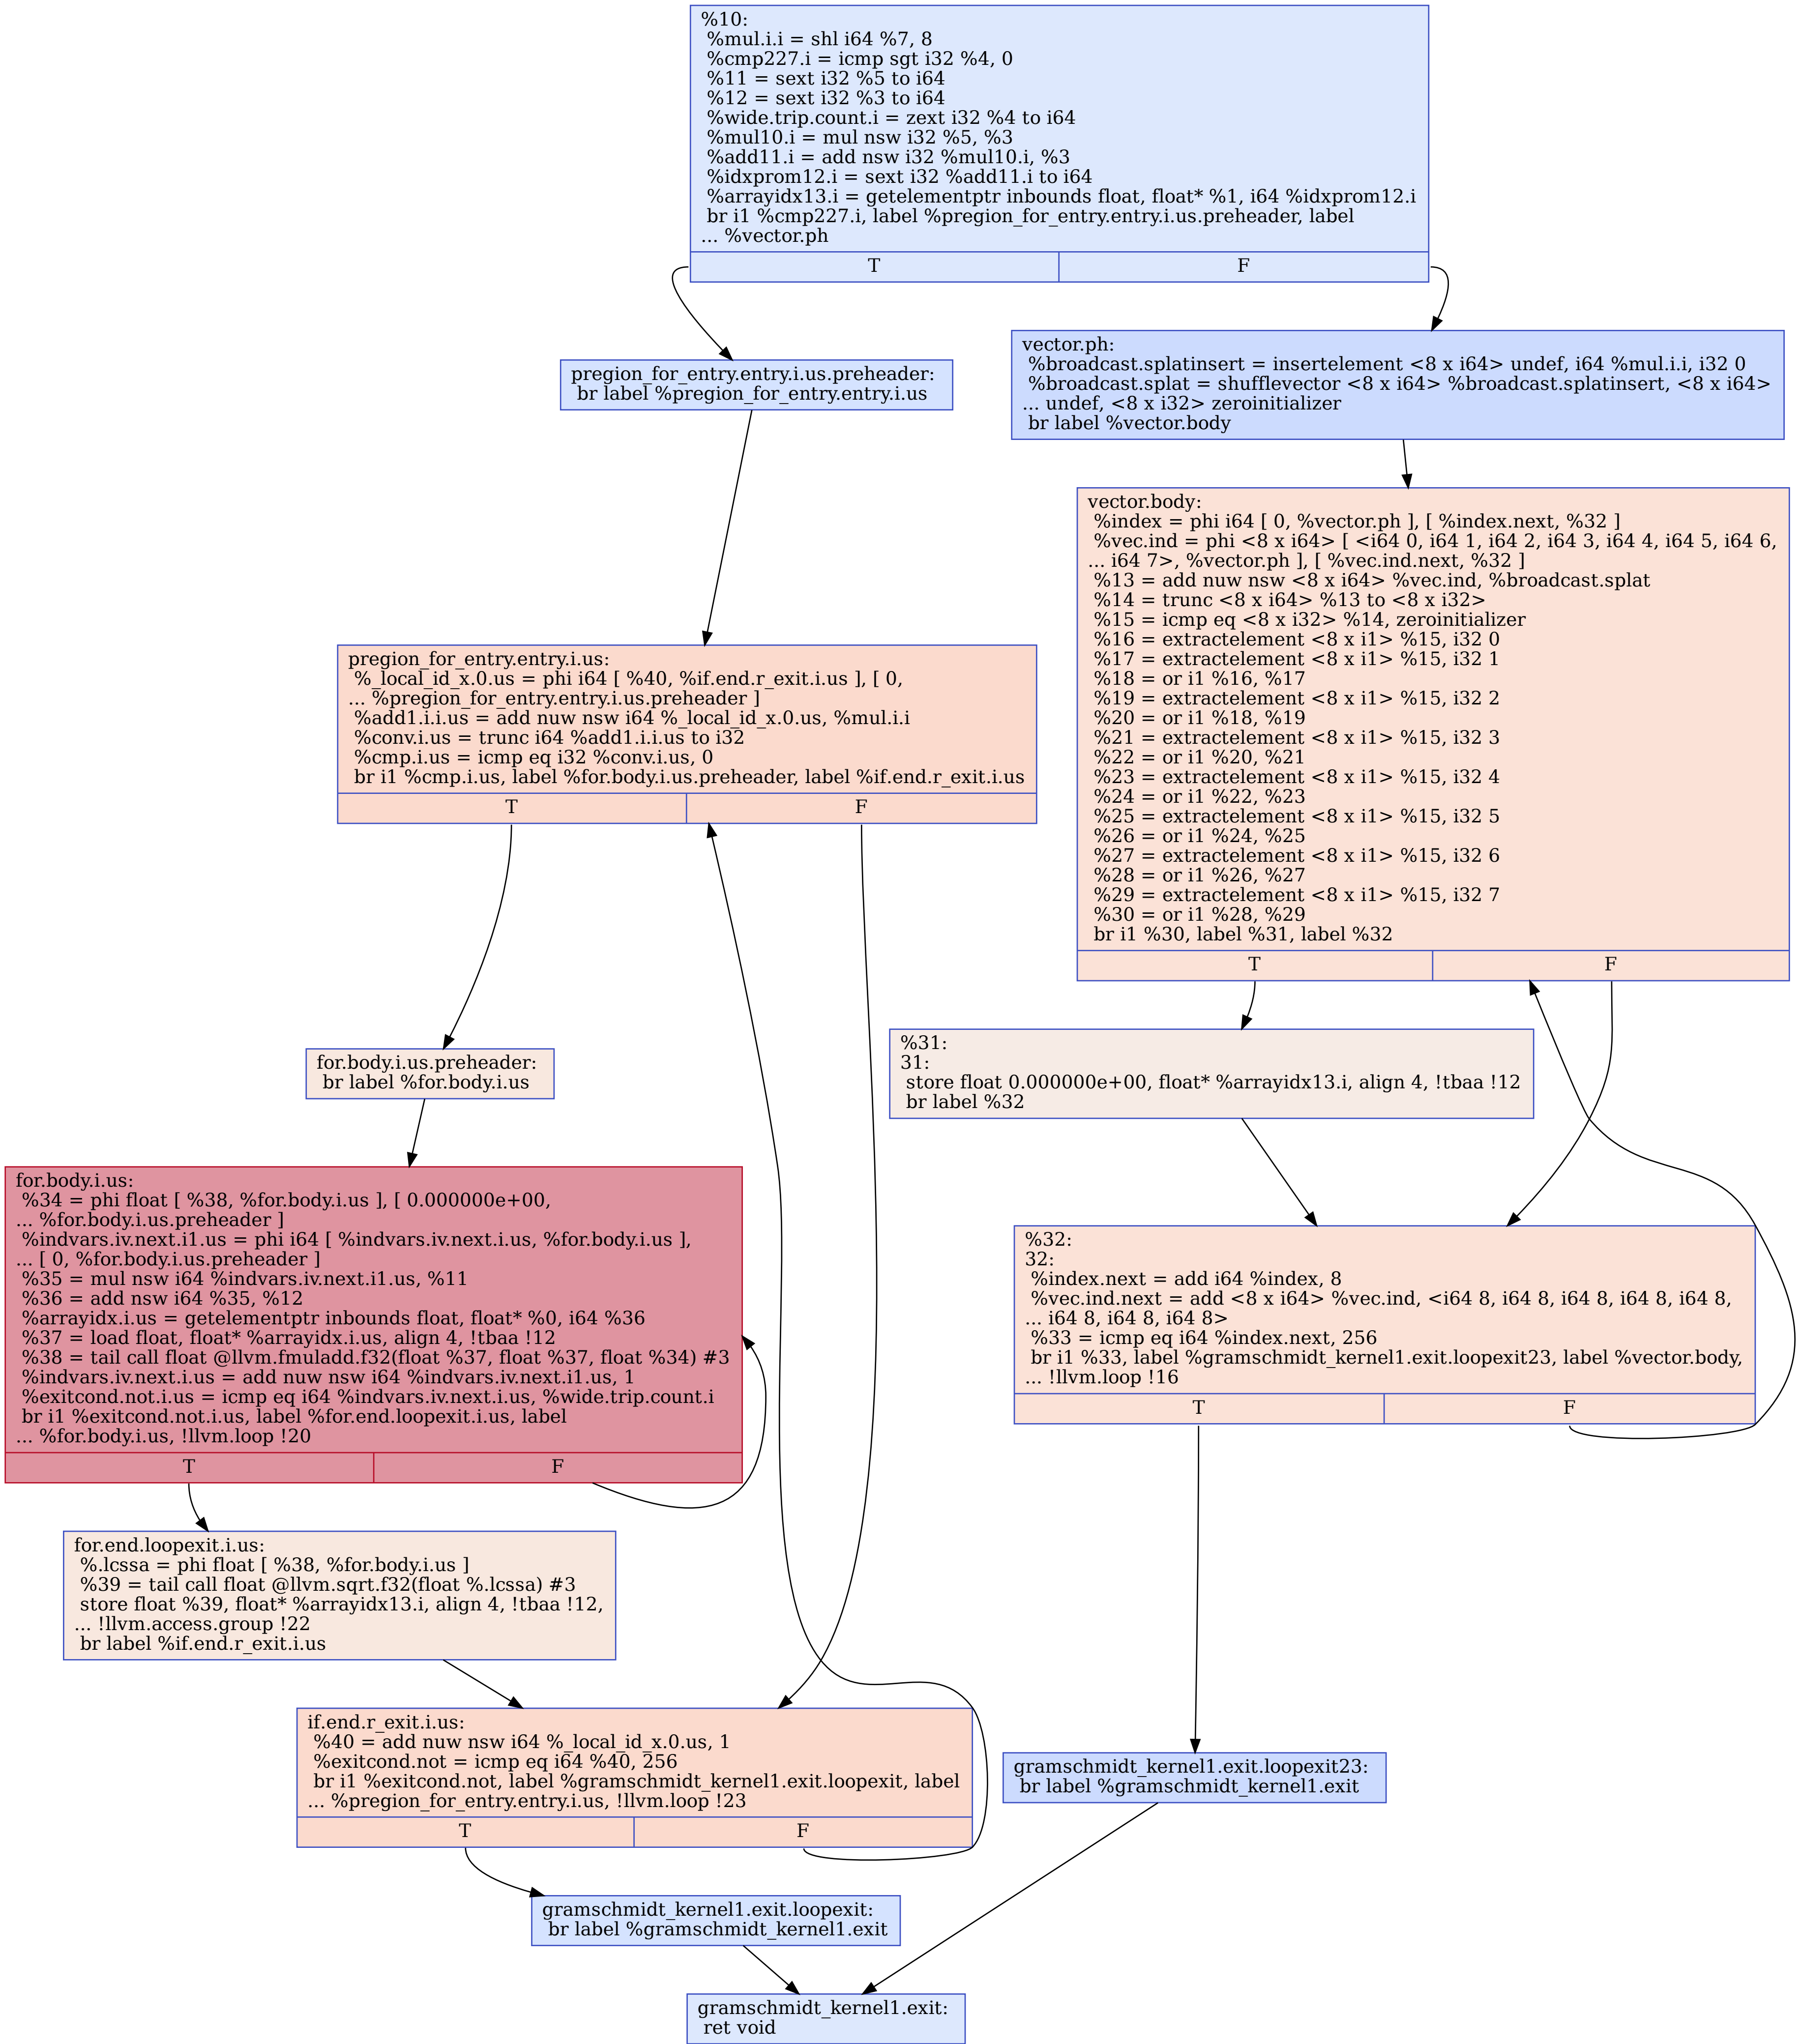 %10:
%mul.i.i = shl i64 %7, 8
%cmp227.i = icmp sgt i32 %4, 0
%11 = sext i32 %5 to i64
%12 = sext i32 %3 to i64
%wide.trip.count.i = zext i32 %4 to i64
%mul10.i = mul nsw i32 %5, %3
%add11.i = add nsw i32 %mul10.i, %3
%idxprom12.i = sext i32 %add11.i to i64
%arrayidx13.i = getelementptr inbounds float, float* %1, i64 %idxprom12.i
br i1 %cmp227.i, label %pregion_for_entry.entry.i.us.preheader, label
... %vector.ph
T
F
vector.ph:
%broadcast.splatinsert = insertelement <8 x i64> undef, i64 %mul.i.i, i32 0
%broadcast.splat = shufflevector <8 x i64> %broadcast.splatinsert, <8 x i64>
... undef, <8 x i32> zeroinitializer
br label %vector.body
pregion_for_entry.entry.i.us.preheader:
br label %pregion_for_entry.entry.i.us
vector.body:
%index = phi i64 [ 0, %vector.ph ], [ %index.next, %32 ]
%vec.ind = phi <8 x i64> [ <i64 0, i64 1, i64 2, i64 3, i64 4, i64 5, i64 6,
... i64 7>, %vector.ph ], [ %vec.ind.next, %32 ]
%13 = add nuw nsw <8 x i64> %vec.ind, %broadcast.splat
%14 = trunc <8 x i64> %13 to <8 x i32>
%15 = icmp eq <8 x i32> %14, zeroinitializer
%16 = extractelement <8 x i1> %15, i32 0
%17 = extractelement <8 x i1> %15, i32 1
%18 = or i1 %16, %17
%19 = extractelement <8 x i1> %15, i32 2
%20 = or i1 %18, %19
%21 = extractelement <8 x i1> %15, i32 3
%22 = or i1 %20, %21
%23 = extractelement <8 x i1> %15, i32 4
%24 = or i1 %22, %23
%25 = extractelement <8 x i1> %15, i32 5
%26 = or i1 %24, %25
%27 = extractelement <8 x i1> %15, i32 6
%28 = or i1 %26, %27
%29 = extractelement <8 x i1> %15, i32 7
%30 = or i1 %28, %29
br i1 %30, label %31, label %32
T
F
pregion_for_entry.entry.i.us:
%_local_id_x.0.us = phi i64 [ %40, %if.end.r_exit.i.us ], [ 0,
... %pregion_for_entry.entry.i.us.preheader ]
%add1.i.i.us = add nuw nsw i64 %_local_id_x.0.us, %mul.i.i
%conv.i.us = trunc i64 %add1.i.i.us to i32
%cmp.i.us = icmp eq i32 %conv.i.us, 0
br i1 %cmp.i.us, label %for.body.i.us.preheader, label %if.end.r_exit.i.us
T
F
%31:
31:
store float 0.000000e+00, float* %arrayidx13.i, align 4, !tbaa !12
br label %32
for.body.i.us.preheader:
br label %for.body.i.us
for.body.i.us:
%34 = phi float [ %38, %for.body.i.us ], [ 0.000000e+00,
... %for.body.i.us.preheader ]
%indvars.iv.next.i1.us = phi i64 [ %indvars.iv.next.i.us, %for.body.i.us ],
... [ 0, %for.body.i.us.preheader ]
%35 = mul nsw i64 %indvars.iv.next.i1.us, %11
%36 = add nsw i64 %35, %12
%arrayidx.i.us = getelementptr inbounds float, float* %0, i64 %36
%37 = load float, float* %arrayidx.i.us, align 4, !tbaa !12
%38 = tail call float @llvm.fmuladd.f32(float %37, float %37, float %34) #3
%indvars.iv.next.i.us = add nuw nsw i64 %indvars.iv.next.i1.us, 1
%exitcond.not.i.us = icmp eq i64 %indvars.iv.next.i.us, %wide.trip.count.i
br i1 %exitcond.not.i.us, label %for.end.loopexit.i.us, label
... %for.body.i.us, !llvm.loop !20
T
F
%32:
32:
%index.next = add i64 %index, 8
%vec.ind.next = add <8 x i64> %vec.ind, <i64 8, i64 8, i64 8, i64 8, i64 8,
... i64 8, i64 8, i64 8>
%33 = icmp eq i64 %index.next, 256
br i1 %33, label %gramschmidt_kernel1.exit.loopexit23, label %vector.body,
... !llvm.loop !16
T
F
for.end.loopexit.i.us:
%.lcssa = phi float [ %38, %for.body.i.us ]
%39 = tail call float @llvm.sqrt.f32(float %.lcssa) #3
store float %39, float* %arrayidx13.i, align 4, !tbaa !12,
... !llvm.access.group !22
br label %if.end.r_exit.i.us
if.end.r_exit.i.us:
%40 = add nuw nsw i64 %_local_id_x.0.us, 1
%exitcond.not = icmp eq i64 %40, 256
br i1 %exitcond.not, label %gramschmidt_kernel1.exit.loopexit, label
... %pregion_for_entry.entry.i.us, !llvm.loop !23
T
F
gramschmidt_kernel1.exit.loopexit23:
br label %gramschmidt_kernel1.exit
gramschmidt_kernel1.exit.loopexit:
br label %gramschmidt_kernel1.exit
gramschmidt_kernel1.exit:
ret void